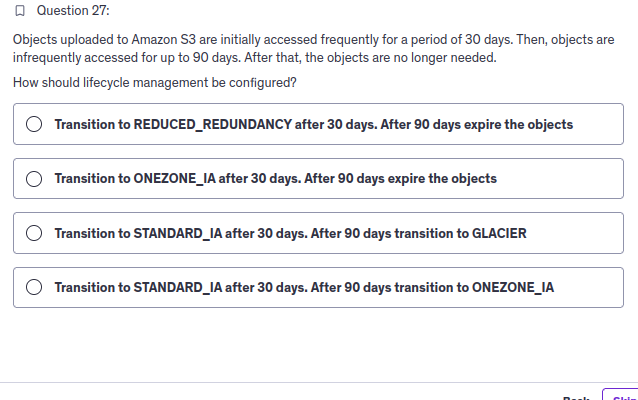 Question 27:
Objects uploaded to Amazon S3 are initially accessed frequently for a period of 30 days. Then, objects are
infrequently accessed for up to 90 days. After that, the objects are no longer needed.
How should lifecycle management be configured?
Transition to REDUCED_REDUNDANCY after 30 days. After 90 days expire the objects
Transition to ONEZONE_IA after 30 days. After 90 days expire the objects
Transition to STANDARD_IA after 30 days. After 90 days transition to GLACIER
Transition to STANDARD_IA after 30 days. After 90 days transition to ONEZONE_IA